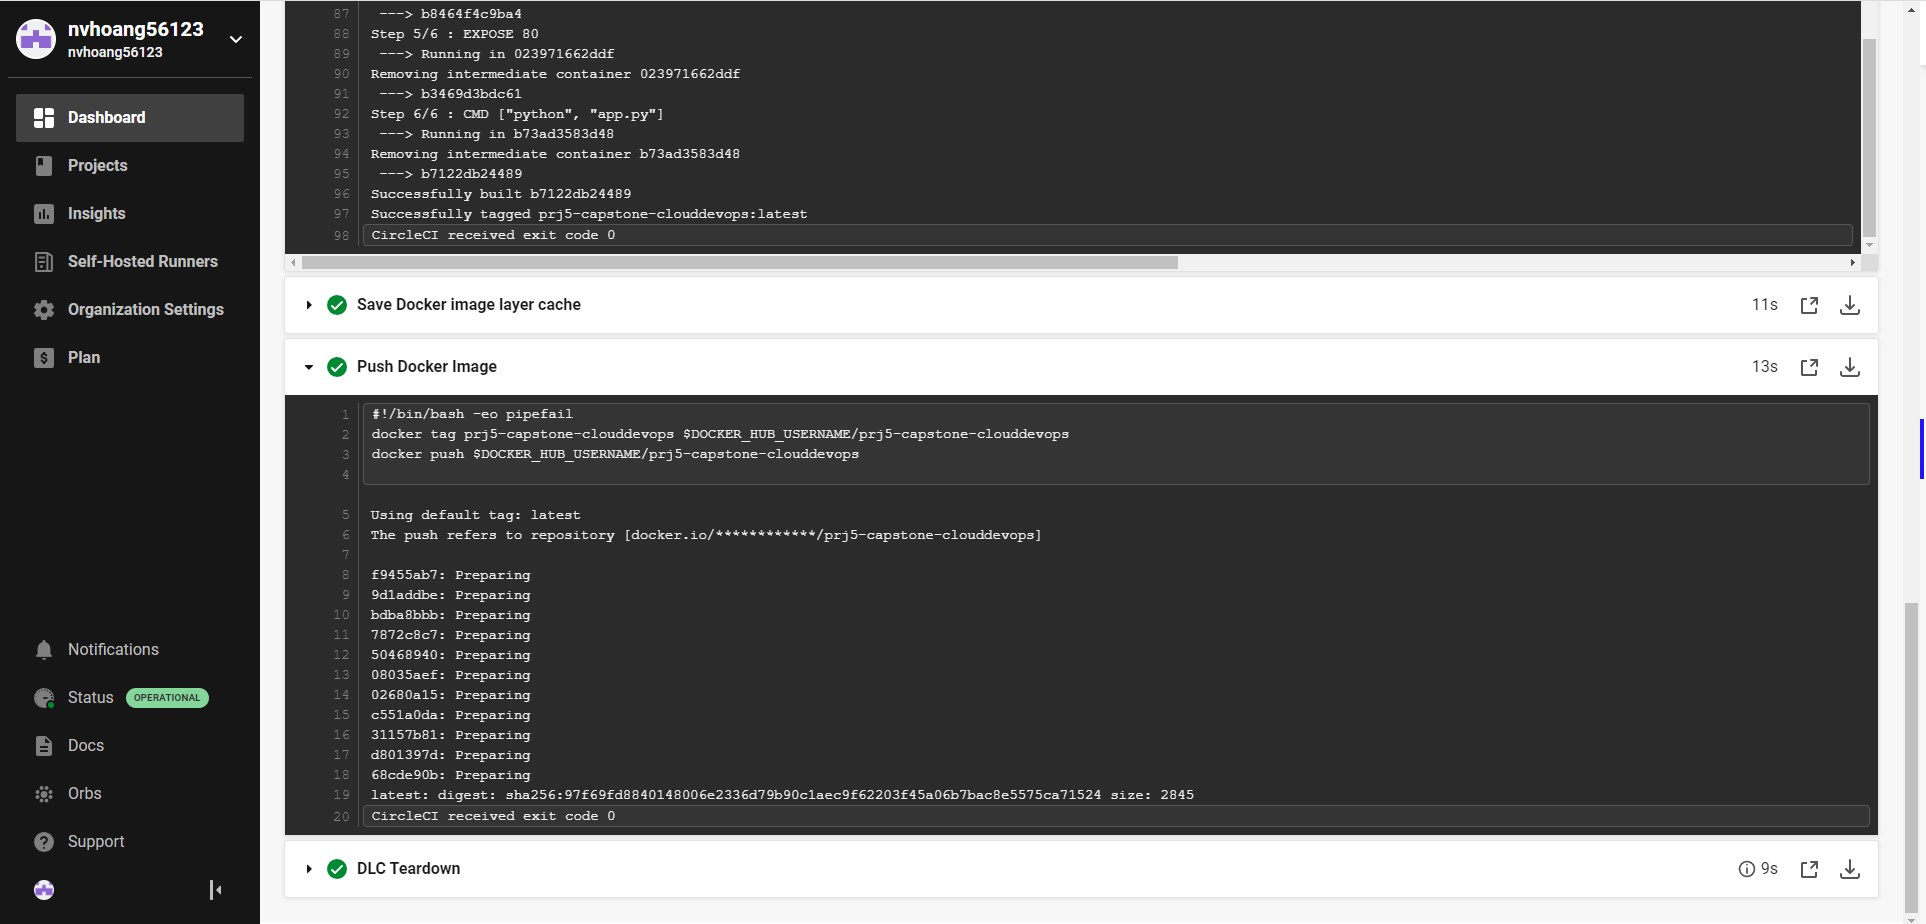 nvhoang56123
nvhoang56123
Dashboard
Projects
Insights
Self-Hosted Runners
Organization Settings
Plan
Notifications
Status OPERATIONAL
Docs
Orbs
Support
87 ---> b8464f4c9ba4
88 Step 5/6 : EXPOSE 80
89 ---> Running in 023971662ddf
90 Removing intermediate container 023971662ddf
91 ---> b3469d3bdc61
92 Step 6/6 : CMD ["python", "app.py"]
93 ---> Running in b73ad3583d48
94 Removing intermediate container b73ad3583d48
95 ---> b7122db24489
96 Successfully built b7122db24489
97 Successfully tagged prj5-capstone-clouddevops:latest
98 CircleCI received exit code 0
Save Docker image layer cache 11s
Push Docker Image 13s
1 #!/bin/bash -eo pipefail
2 docker tag prj5-capstone-clouddevops $DOCKER_HUB_USERNAME/prj5-capstone-clouddevops
3 docker push $DOCKER_HUB_USERNAME/prj5-capstone-clouddevops
4
5 Using default tag: latest
6 The push refers to repository [docker.io/************/prj5-capstone-clouddevops]
7
8 f9455ab7: Preparing
9 9d1addbe: Preparing
10 bdba8bbb: Preparing
11 7872c8c7: Preparing
12 50468940: Preparing
13 08035aef: Preparing
14 02680a15: Preparing
15 c551a0da: Preparing
16 31157b81: Preparing
17 d801397d: Preparing
18 68cde90b: Preparing
19 latest: digest: sha256:97f69fd8840148006e2336d79b90c1aec9f62203f45a06b7bac8e5575ca71524 size: 2845
20 CircleCI received exit code 0
DLC Teardown 9s